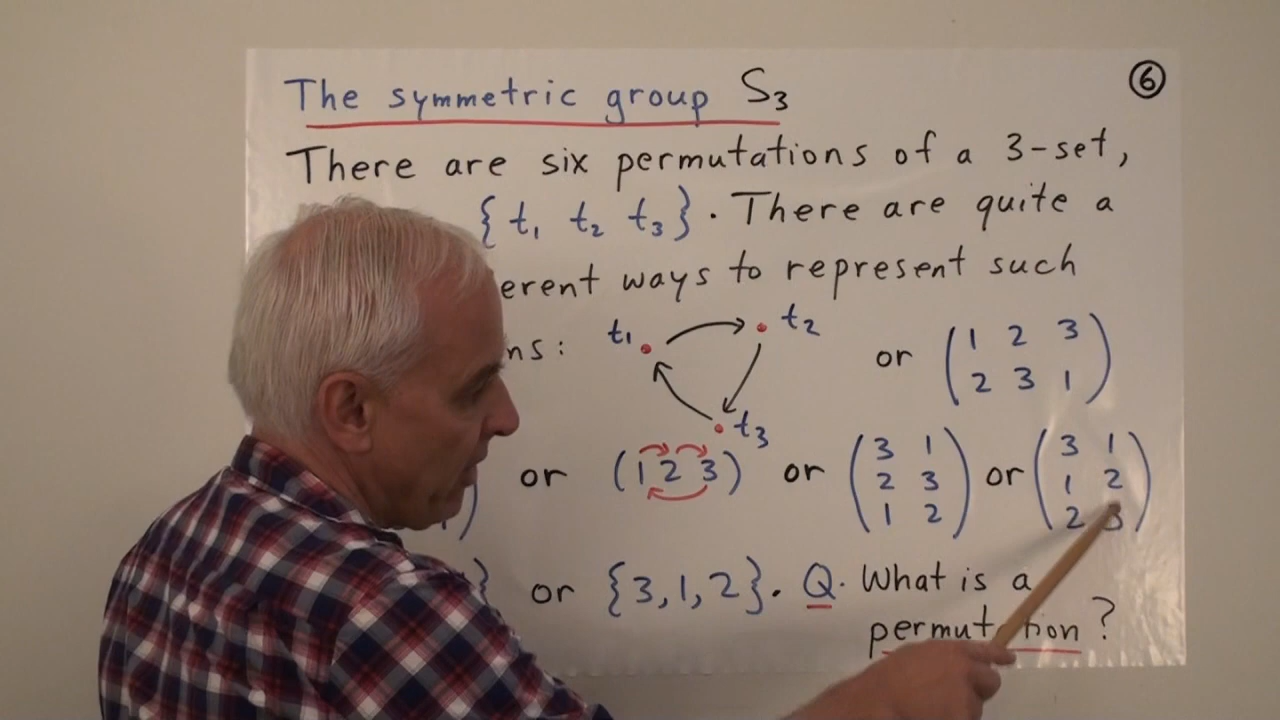 The symmetric group S3
6
There are six permutations of a 3-set,
{t1 t2 t3}. There are quite a
erent ways to represent such
ns: t1 t2 t3 or (1 2 3
2 3 1)
or (1 2 3) or (3 1
2 3
1 2) or (3 1
1 2
2 3)
} or {3,1,2}. Q. What is a
permutation?